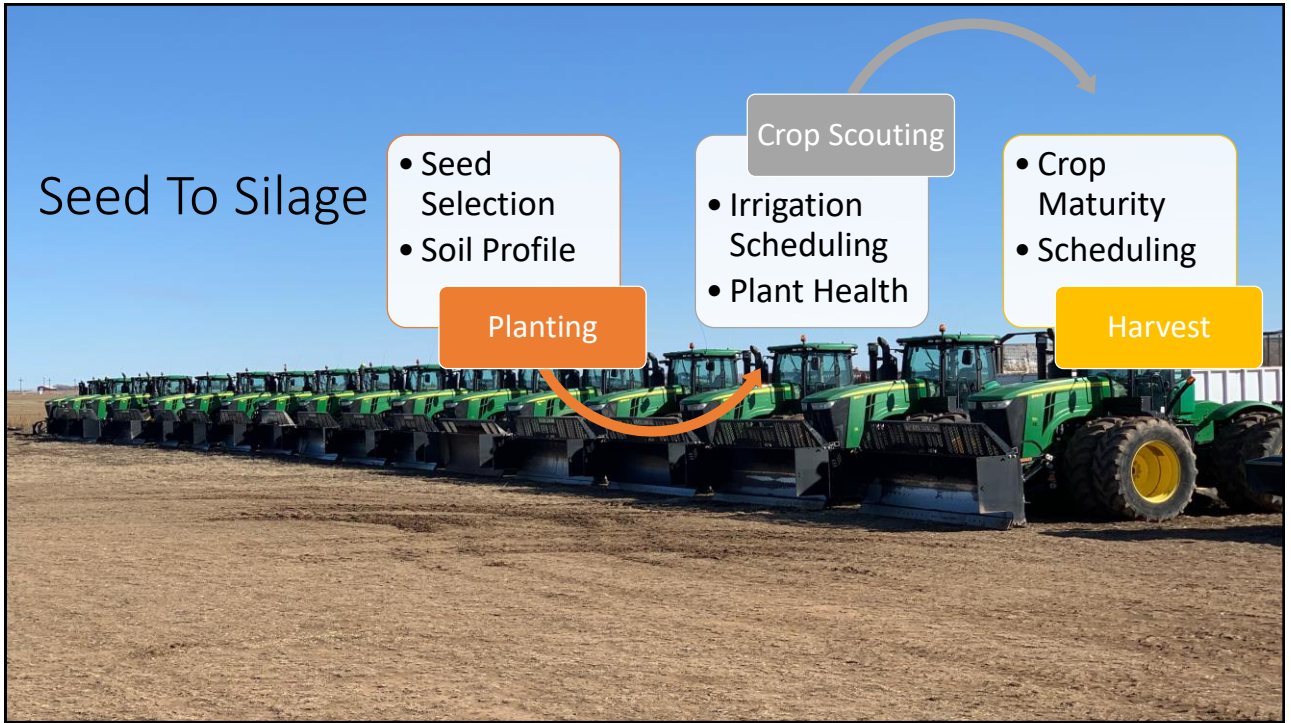 Seed To Silage
• Seed
Selection
• Soil Profile
Planting
Crop Scouting
• Irrigation
Scheduling
• Plant Health
• Crop
Maturity
• Scheduling
Harvest